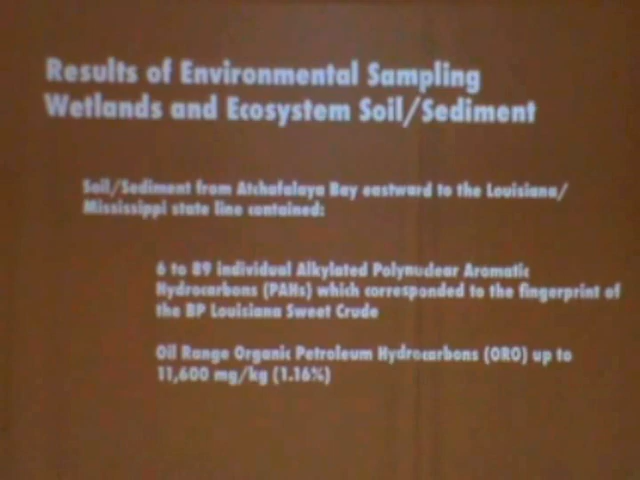 Results of Environmental Sampling
Wetlands and Ecosystem Soil/Sediment
Soil/Sediment from Atchafalaya Bay eastward to the Louisiana/
Mississippi state line contained:
6 to 89 individual Alkylated Polynuclear Aromatic
Hydrocarbons (PAHs) which corresponded to the fingerprint of
the BP Louisiana Sweet Crude
Oil Range Organic Petroleum Hydrocarbons (ORO) up to
11,600 mg/kg (1.16%)